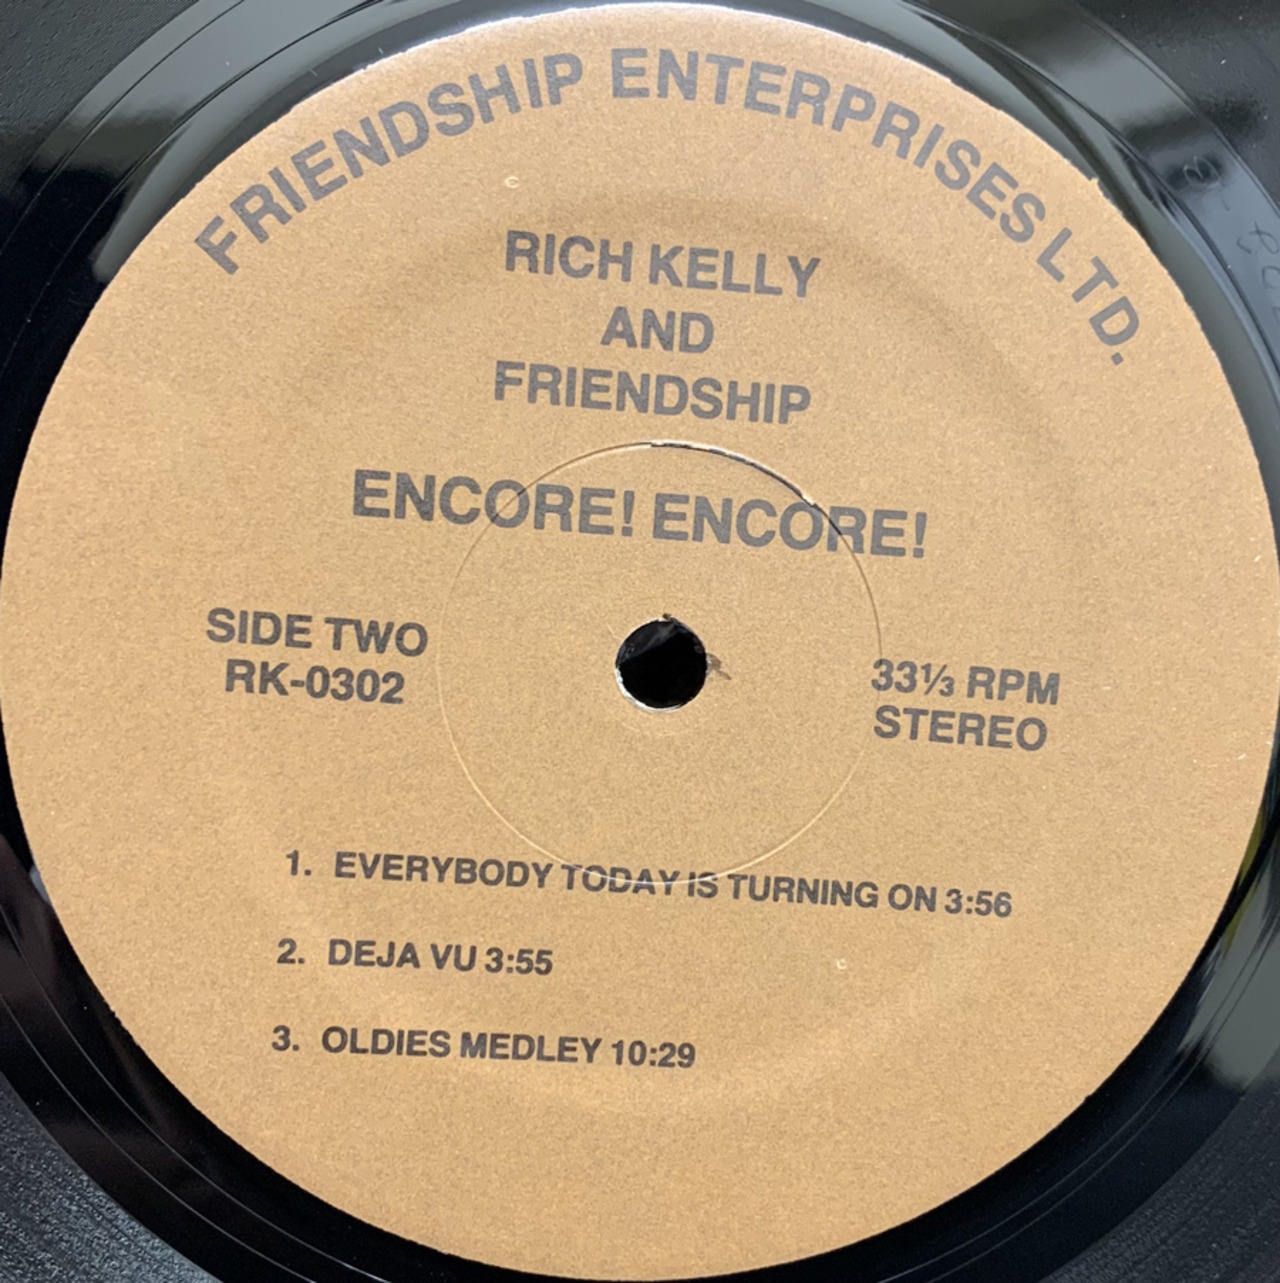 FRIENDSHIP ENTERPRISES LTD.
RICH KELLY
AND
FRIENDSHIP
ENCORE! ENCORE!
SIDE TWO
RK-0302
33⅓ RPM
STEREO
1. EVERYBODY TODAY IS TURNING ON 3:56
2. DEJA VU 3:55
3. OLDIES MEDLEY 10:29